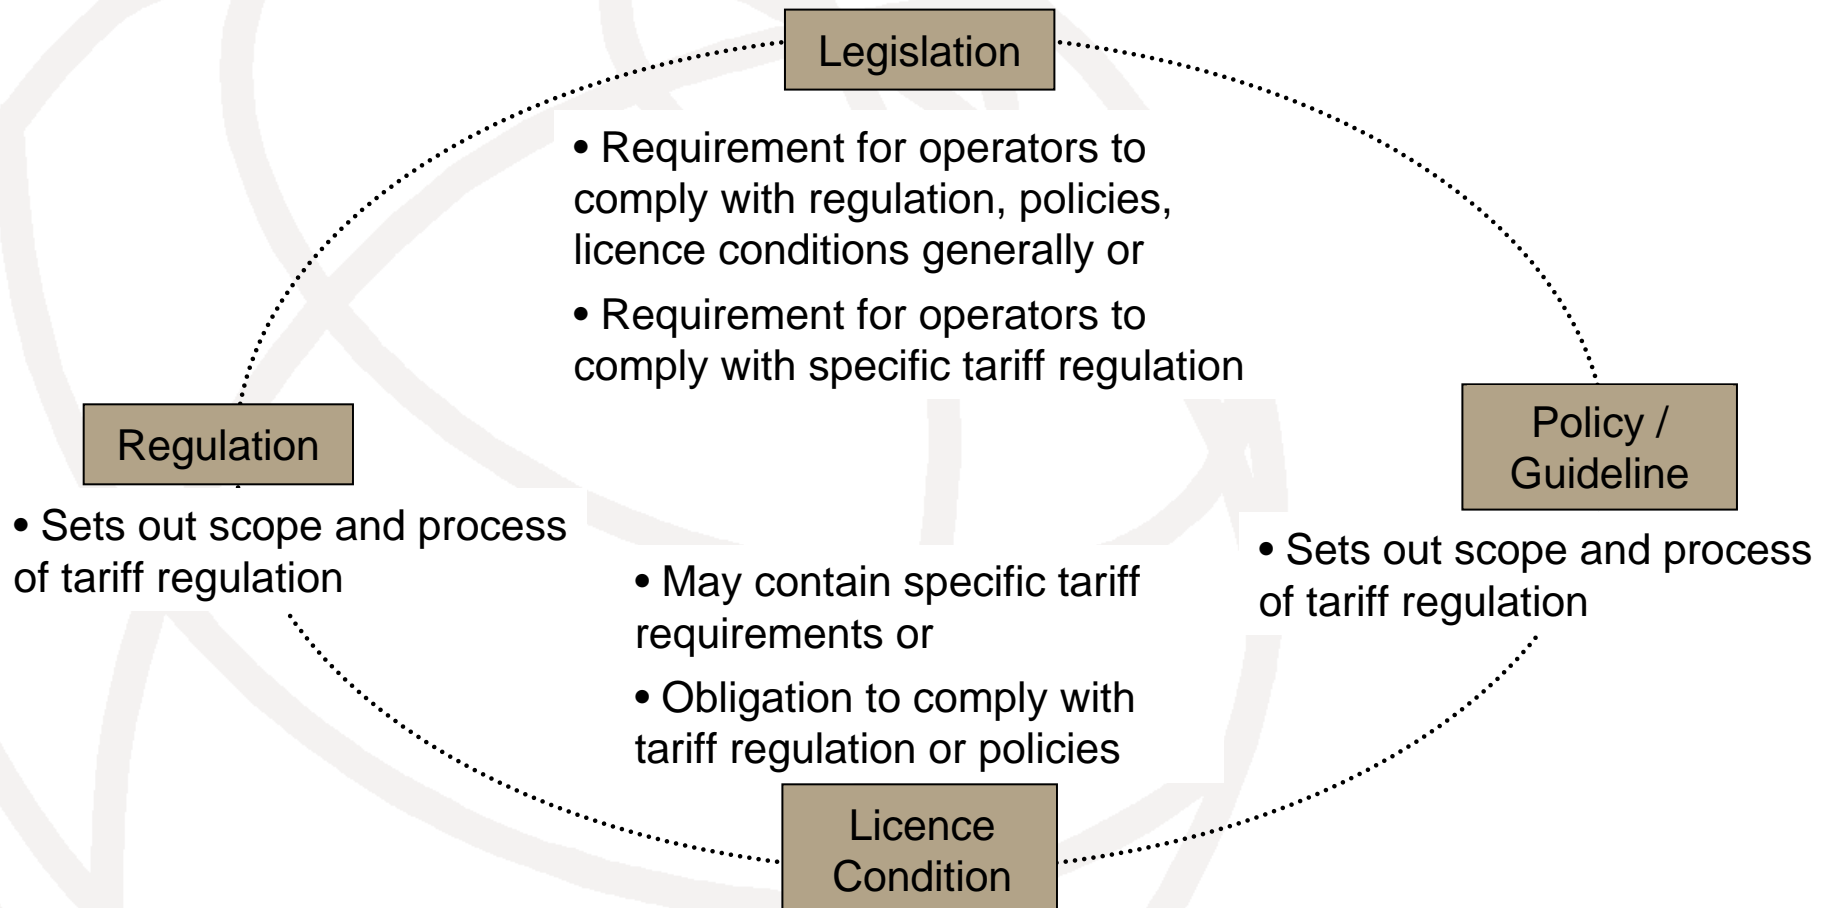 Legislation
• Requirement for operators to
comply with regulation, policies,
licence conditions generally or
• Requirement for operators to
comply with specific tariff regulation
Regulation
• Sets out scope and process
of tariff regulation
Policy /
Guideline
• Sets out scope and process
of tariff regulation
• May contain specific tariff
requirements or
• Obligation to comply with
tariff regulation or policies
Licence
Condition